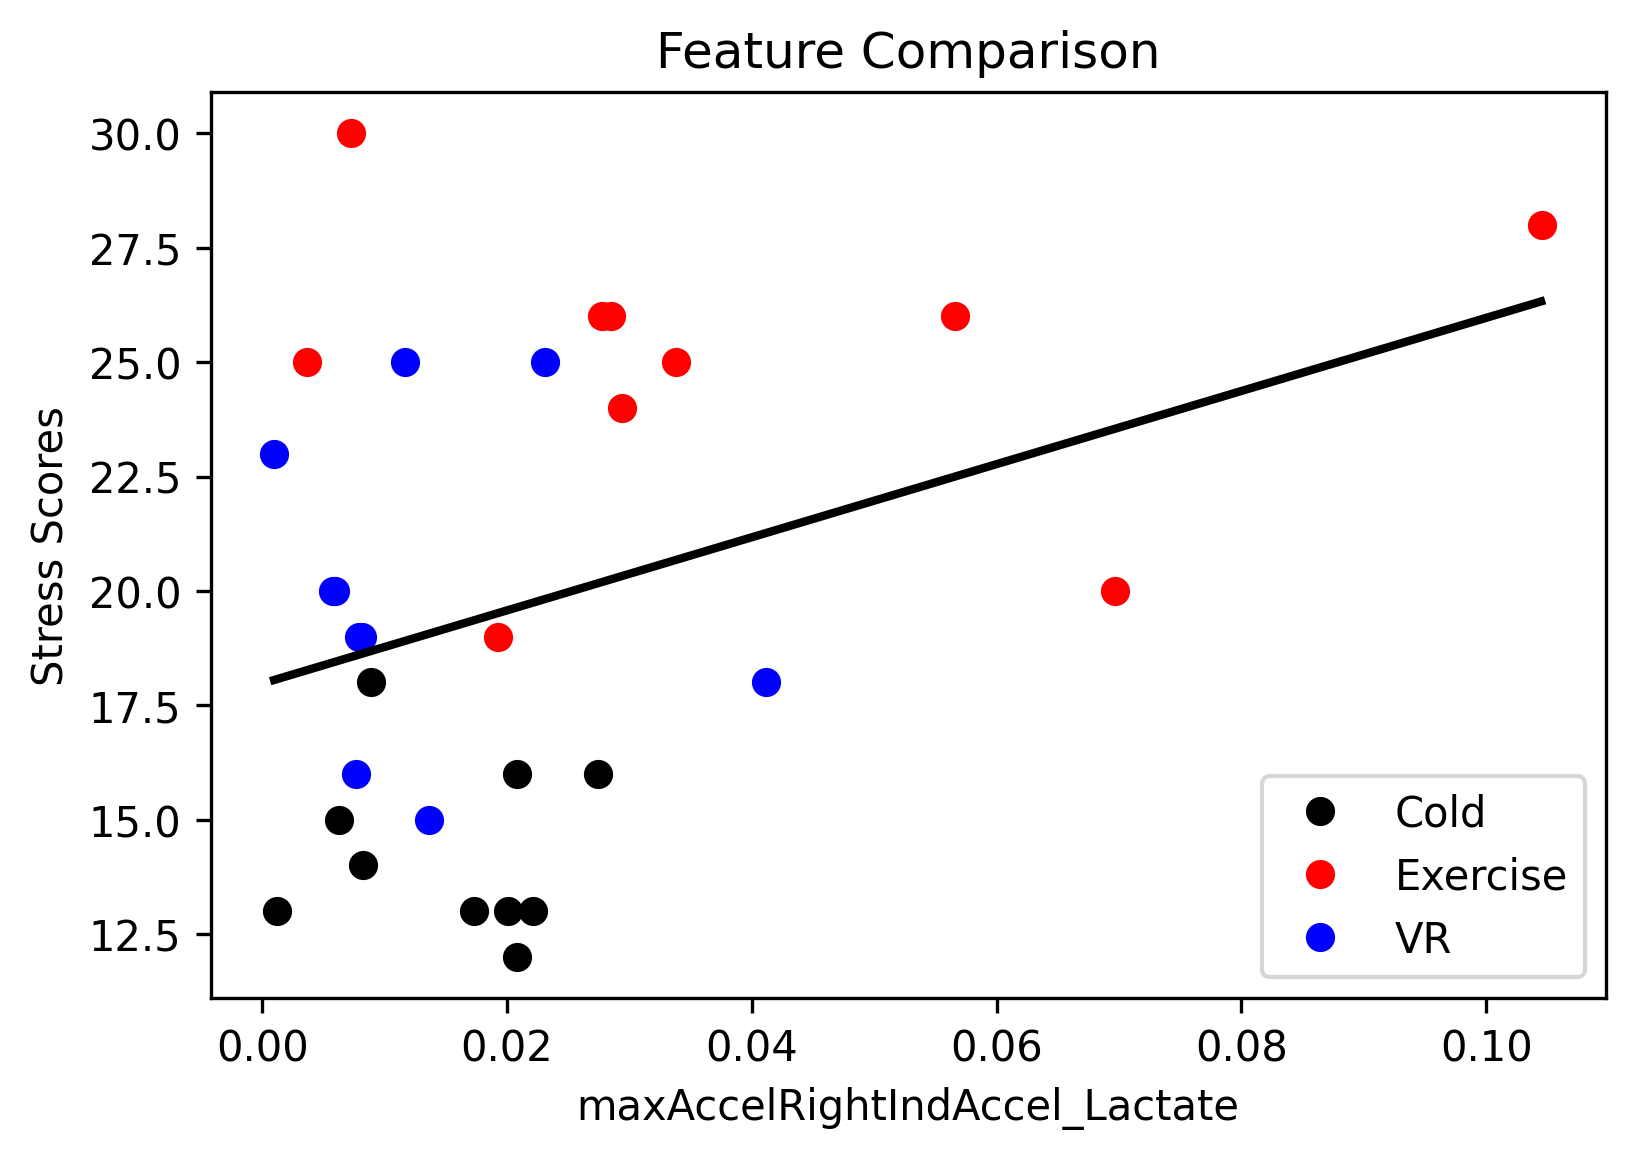 Feature Comparison
30.0
27.5
25.0
22.5
20.0
17.5
15.0
12.5
Stress Scores
Cold
Exercise
VR
0.00 0.02 0.04 0.06 0.08 0.10
maxAccelRightIndAccel_Lactate